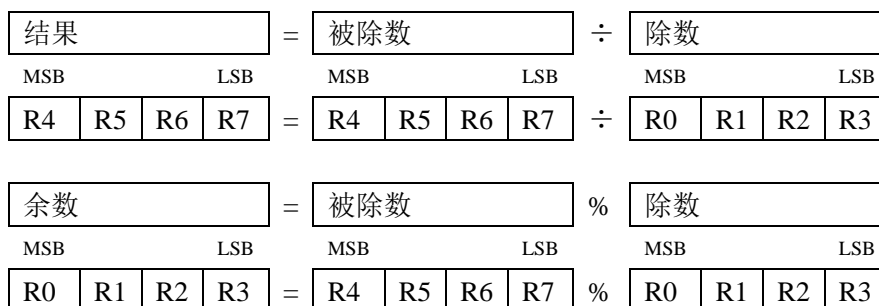 结果 = 被除数 ÷ 除数
MSB LSB MSB LSB MSB LSB
R4 R5 R6 R7 = R4 R5 R6 R7 ÷ R0 R1 R2 R3
余数 = 被除数 % 除数
MSB LSB MSB LSB MSB LSB
R0 R1 R2 R3 = R4 R5 R6 R7 % R0 R1 R2 R3